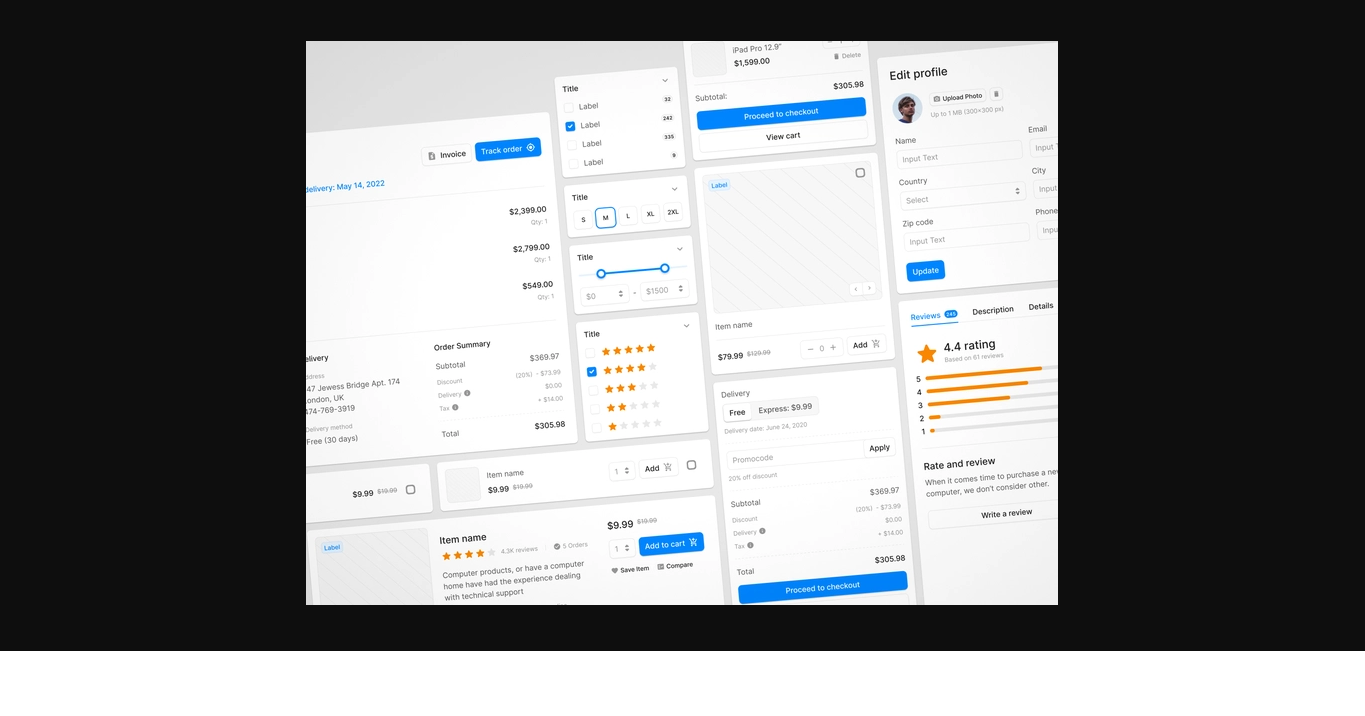 Invoice
Track order
delivery: May 14, 2022
$2,399.00
Qty: 1
$2,799.00
Qty: 1
$549.00
Qty: 1
Order Summary
Subtotal
$369.97
Discount
(20%) - $73.99
Delivery
$0.00
Tax
+ $14.00
Total
$305.98
elivery
ddress
47 Jewess Bridge Apt. 174
ondon, UK
474-769-3919
Delivery method
Free (30 days)
Title
Label
32
Label
242
Label
335
Label
9
Title
S
M
L
XL
2XL
Title
$0
-
$1500
Title
iPad Pro 12.9"
$1,599.00
Delete
Subtotal:
$305.98
Proceed to checkout
View cart
Label
Item name
$79.99 $129.99
0
Add
Edit profile
Upload Photo
Up to 1 MB (300×300 px)
Name
Input Text
Email
Input T
Country
Select
City
Input
Zip code
Input Text
Phone
Inpu
Update
Reviews 245
Description
Details
4.4 rating
Based on 61 reviews
5
4
3
2
1
Rate and review
When it comes time to purchase a new
computer, we don't consider other.
Write a review
Delivery
Free
Express: $9.99
Delivery date: June 24, 2020
Promocode
Apply
20% off discount
Subtotal
$369.97
Discount
(20%) - $73.99
Delivery
$0.00
Tax
+ $14.00
Total
$305.98
Proceed to checkout
$9.99 $19.99
Item name
$9.99 $19.99
1
Add
Label
Item name
4.3K reviews
5 Orders
Computer products, or have a computer
home have had the experience dealing
with technical support
$9.99 $19.99
1
Add to cart
Save item
Compare